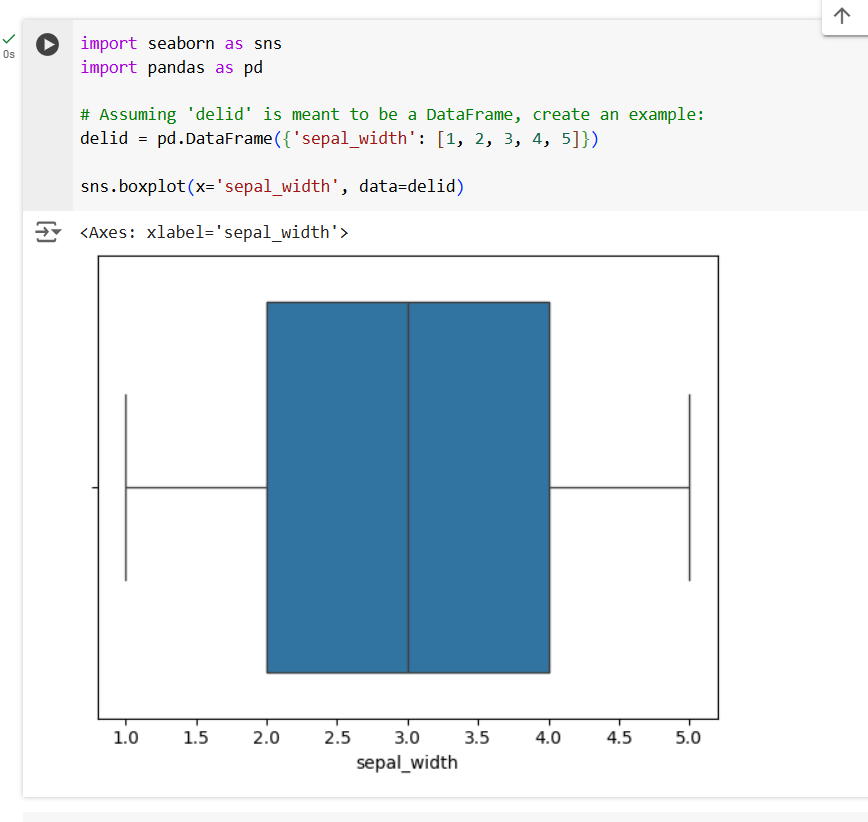 import seaborn as sns
0s
import pandas as pd
# Assuming 'delid' is meant to be a DataFrame, create an example:
delid = pd.DataFrame({'sepal_width': [1, 2, 3, 4, 5]})
sns.boxplot(x='sepal_width', data=delid)
<Axes: xlabel='sepal_width'>
1.0 1.5 2.0 2.5 3.0 3.5 4.0 4.5 5.0
sepal_width